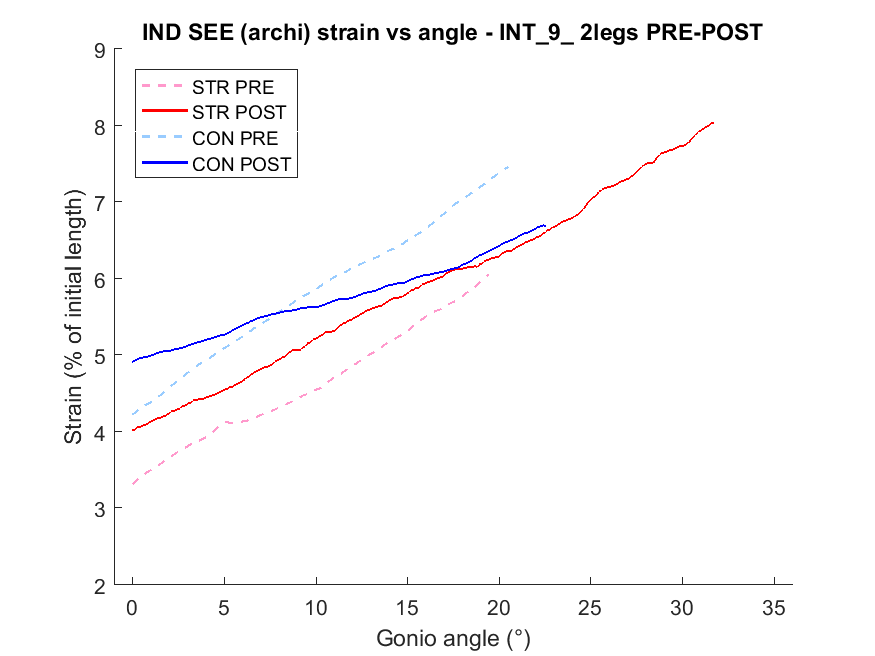 IND SEE (archi) strain vs angle - INT_9_ 2legs PRE-POST
9
8
7
6
5
4
3
2
Strain (% of initial length)
STR PRE
STR POST
CON PRE
CON POST
0 5 10 15 20 25 30 35
Gonio angle (°)